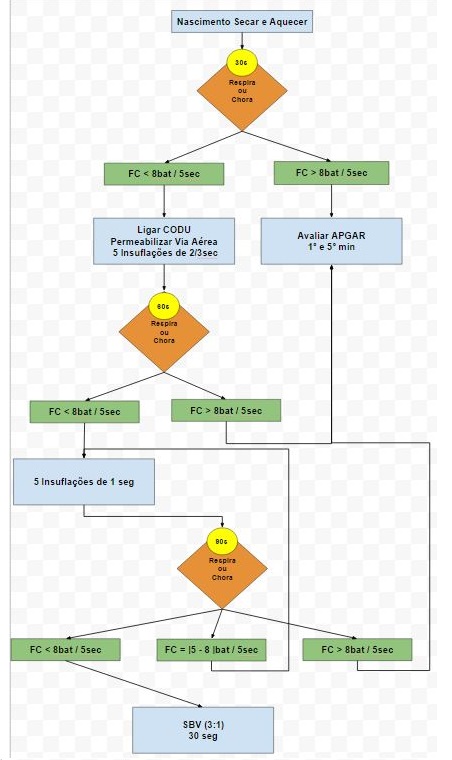 Nascimento Secar e Aquecer
30s
Respira
ou
Chora
FC < 8bat / 5sec
FC > 8bat / 5sec
Ligar CODU
Permeabilizar Via Aérea
5 Insuflações de 2/3sec
Avaliar APGAR
1º e 5º min
60s
Respira
ou
Chora
FC < 8bat / 5sec
FC > 8bat / 5sec
5 Insuflações de 1 seg
90s
Respira
ou
Chora
FC < 8bat / 5sec
FC = |5 - 8 |bat / 5sec
FC > 8bat / 5sec
SBV (3:1)
30 seg